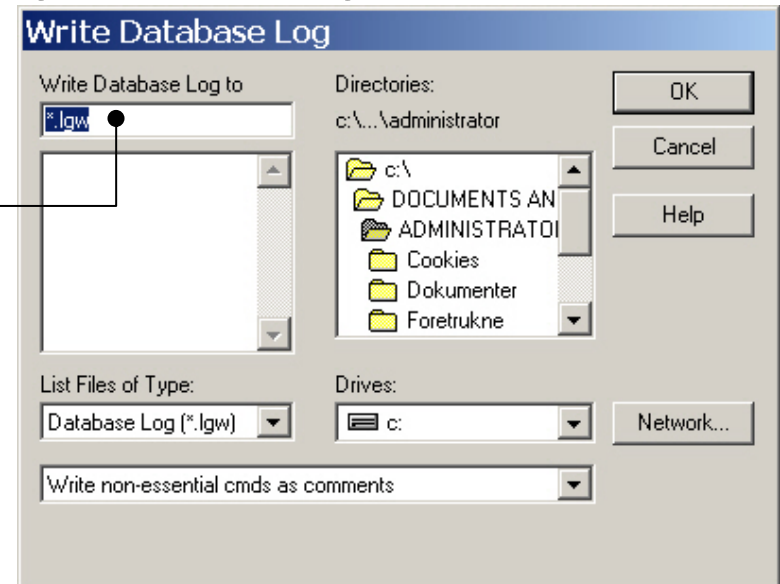 Write Database Log
Write Database Log to
*.lgw
Directories:
c:\...\administrator
c:\
DOCUMENTS AN
ADMINISTRATOI
Cookies
Dokumenter
Foretrukne
OK
Cancel
Help
List Files of Type:
Database Log (*.lgw)
Drives:
c:
Network...
Write non-essential cmds as comments